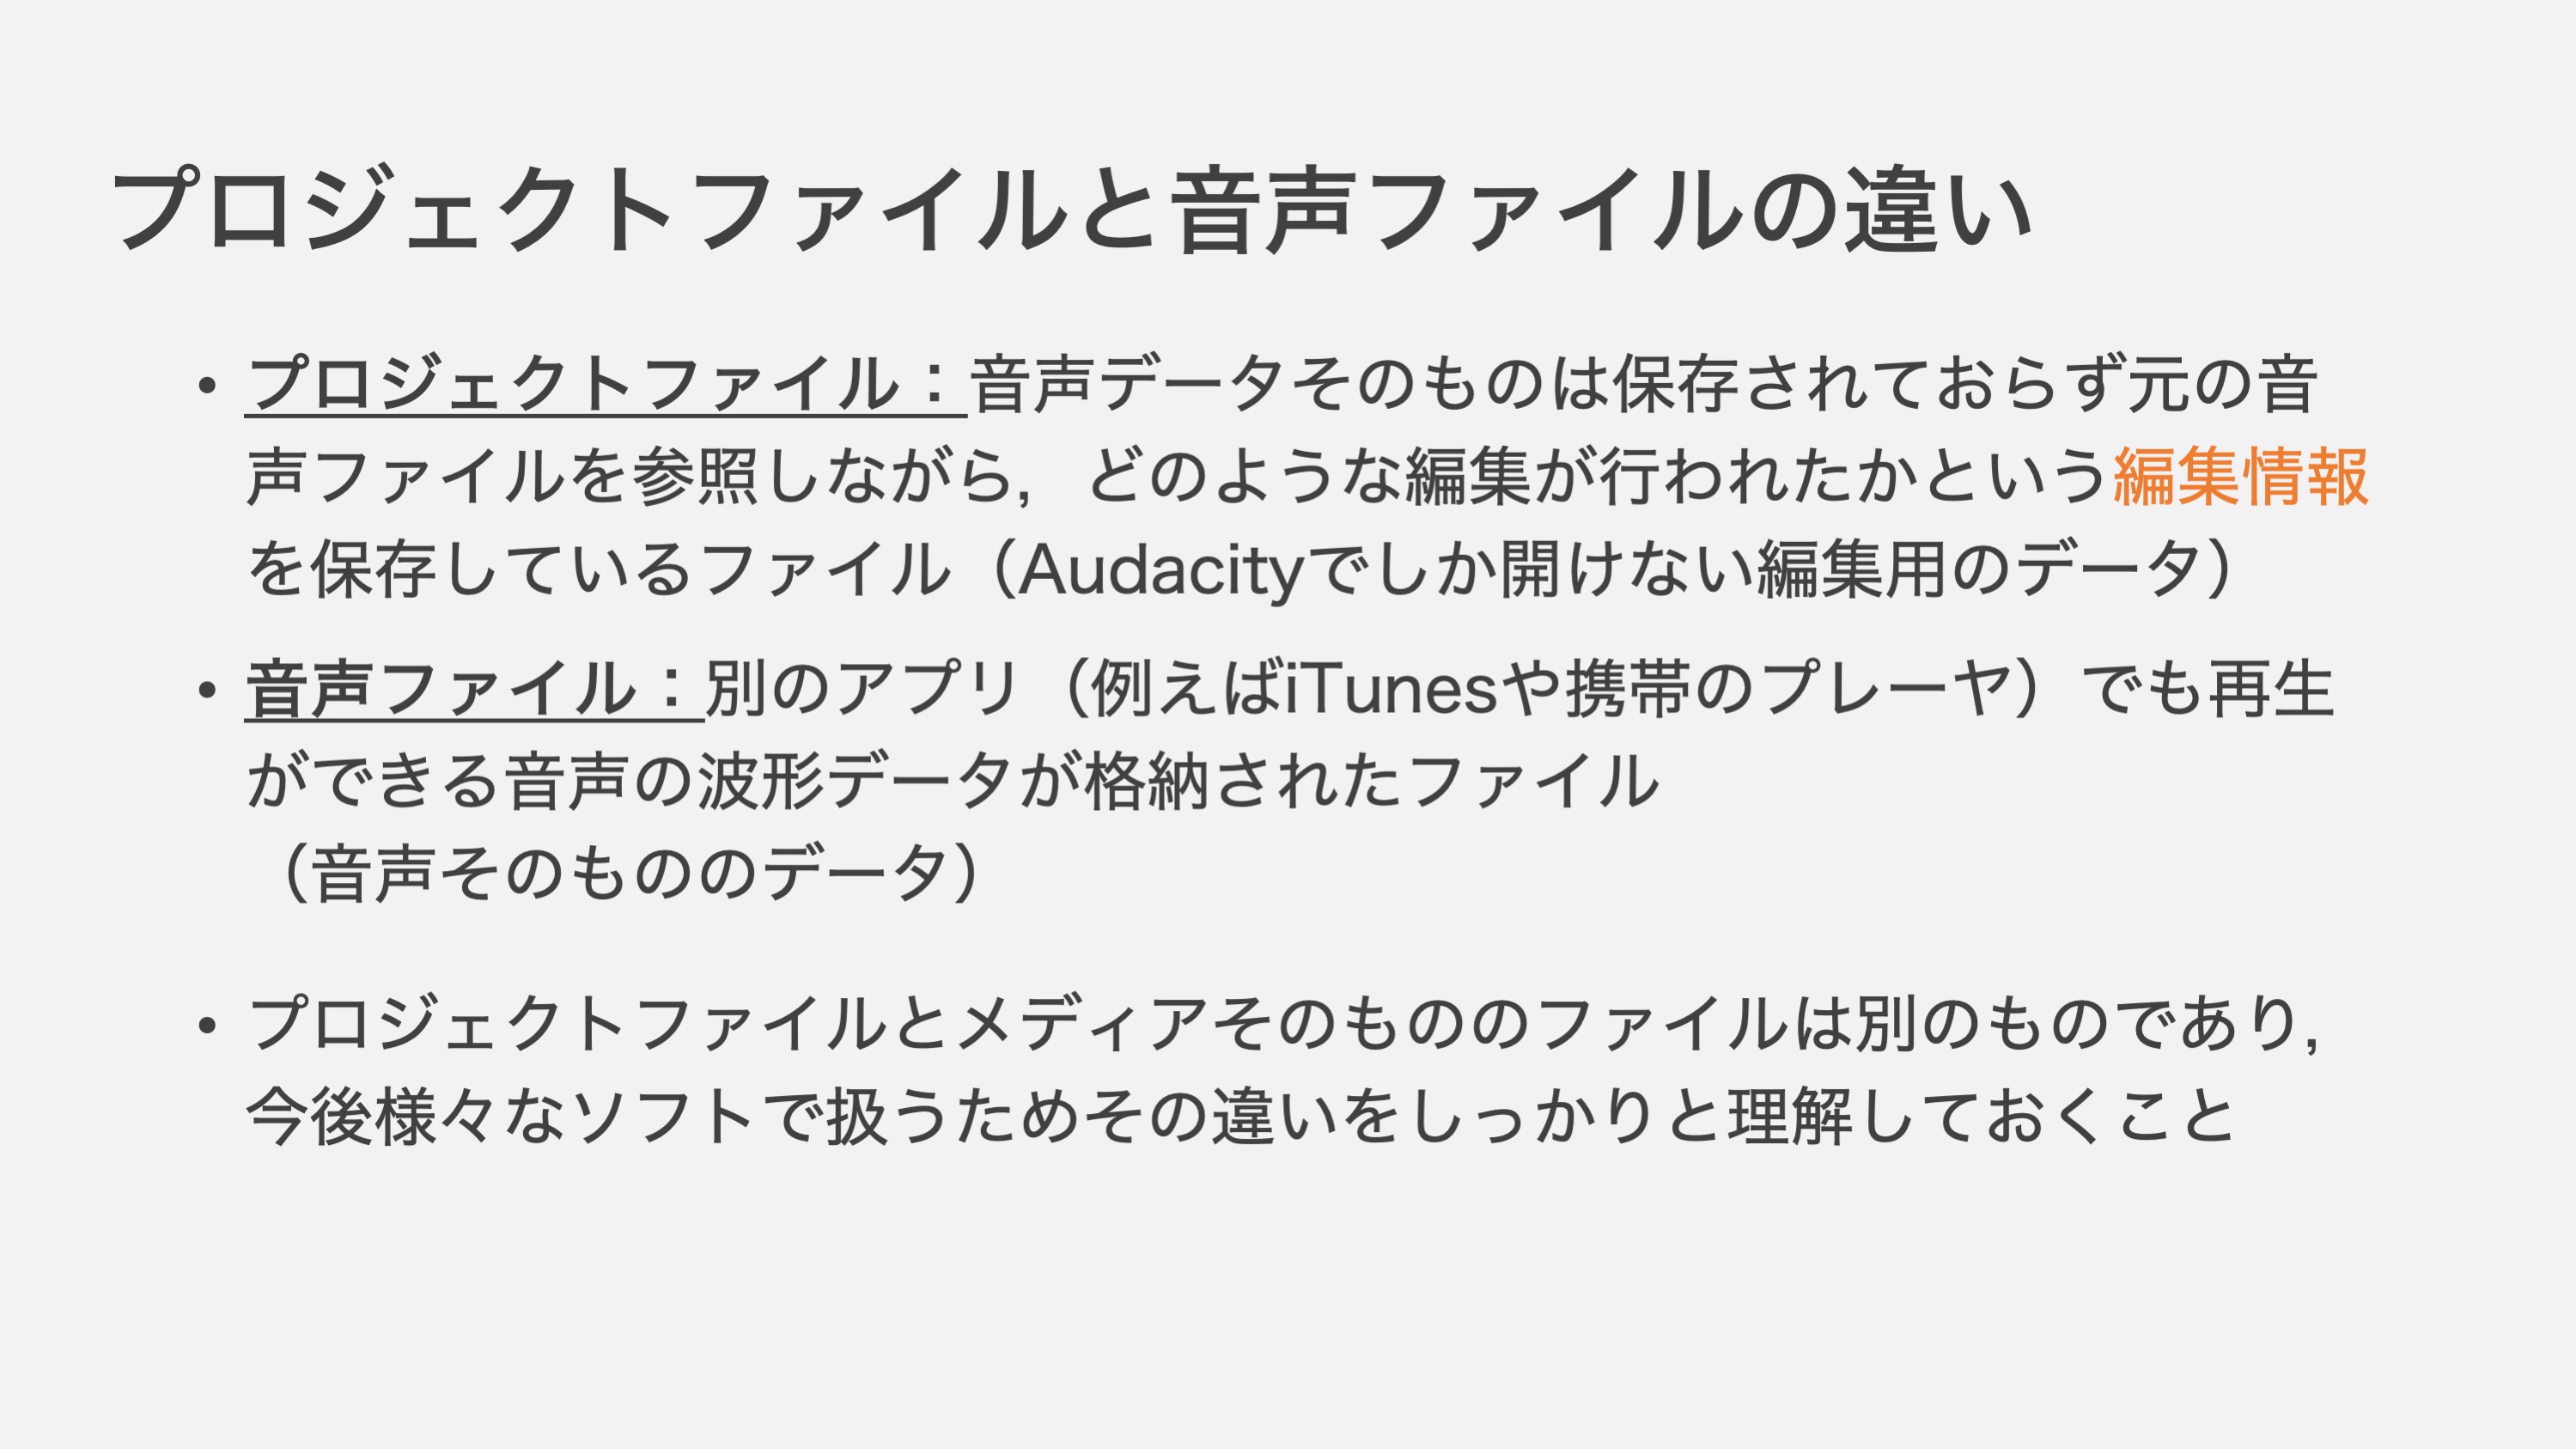 プロジェクトファイルと音声ファイルの違い
• プロジェクトファイル：音声データそのものは保存されておらず元の音
声ファイルを参照しながら，どのような編集が行われたかという編集情報
を保存しているファイル（Audacityでしか開けない編集用のデータ）
• 音声ファイル：別のアプリ（例えばiTunesや携帯のプレーヤ）でも再生
ができる音声の波形データが格納されたファイル
（音声そのもののデータ）
• プロジェクトファイルとメディアそのもののファイルは別のものであり，
今後様々なソフトで扱うためその違いをしっかりと理解しておくこと